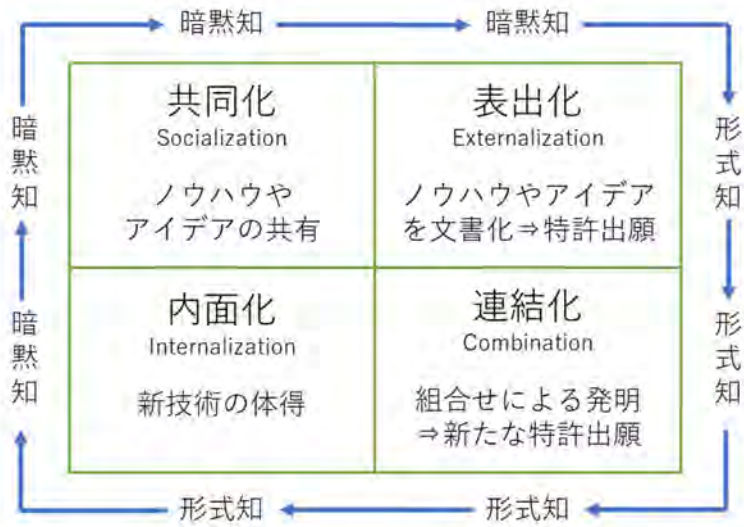 暗黙知
暗黙知
暗黙知
共同化
Socialization
ノウハウや
アイデアの共有
表出化
Externalization
ノウハウやアイデア
を文書化⇒特許出願
形式知
暗黙知
内面化
Internalization
新技術の体得
連結化
Combination
組合せによる発明
⇒新たな特許出願
形式知
形式知
形式知